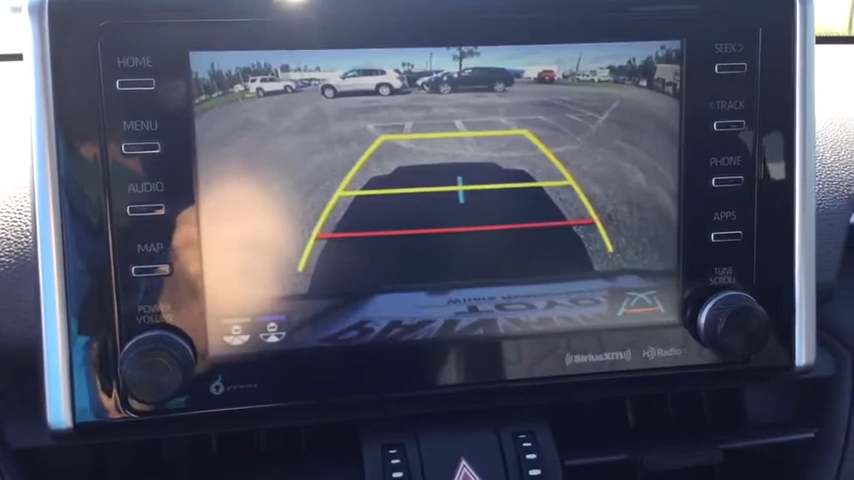 HOME
MENU
AUDIO
MAP
POWER
VOLUME
SEEK >
< TRACK
PHONE
APPS
TUNE
SCROLL
SiriusXM
HD Radio